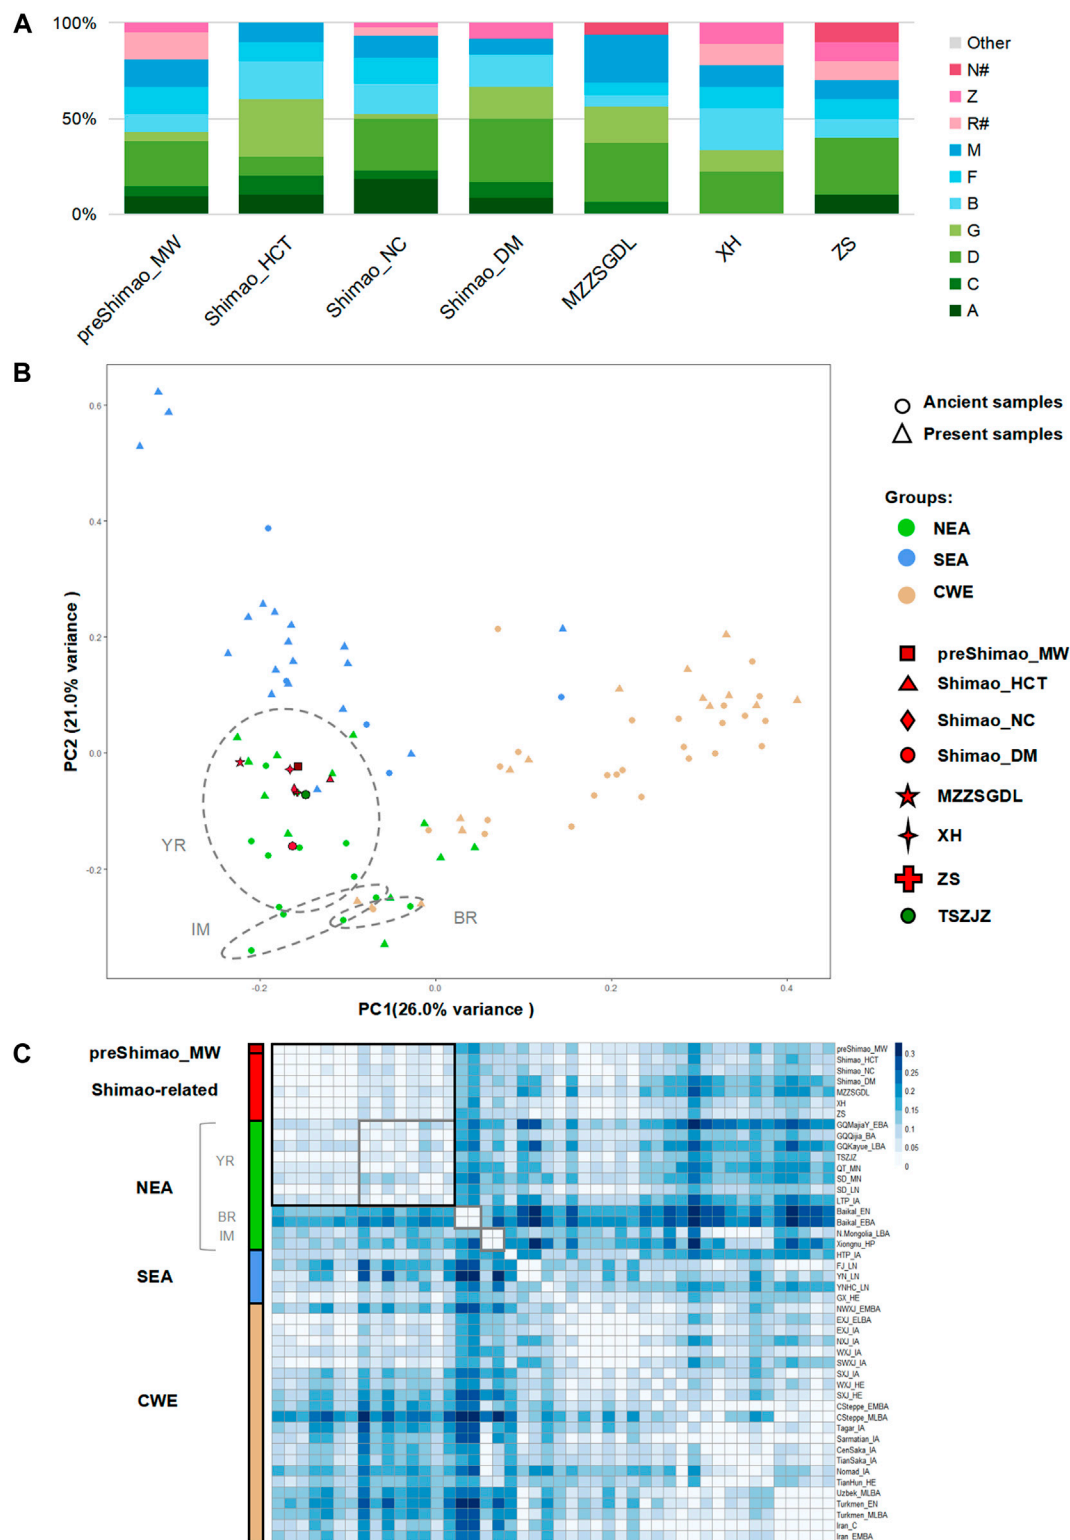 A
100%
50%
0%
preShimao_MW
Shimao_HCT
Shimao_NC
Shimao_DM
MZZSGDL
XH
ZS
Other
N#
Z
R#
M
F
B
G
D
C
A
B
0.6
0.4
0.2
0.0
-0.2
PC2 (21.0% variance )
-0.2
0.0
0.2
0.4
PC1(26.0% variance )
YR
IM
BR
Ancient samples
Present samples
Groups:
NEA
SEA
CWE
preShimao_MW
Shimao_HCT
Shimao_NC
Shimao_DM
MZZSGDL
XH
ZS
TSZJZ
C
preShimao_MW
Shimao-related
YR
NEA
BR
IM
SEA
CWE
preShimao_MW
Shimao_HCT
Shimao_NC
Shimao_DM
MZZSGDL
XH
ZS
GQMajiaY_EBA
GQQijia_BA
GQKayue_LBA
TSZJZ
QT_MN
SD_MN
SD_LN
LTP_IA
Baikal_EN
Baikal_EBA
N.Mongolia_LBA
Xiongnu_HP
HTP_IA
FJ_LN
YN_LN
YNHC_LN
GX_HE
NWXJ_EMBA
EXJ_ELBA
EXJ_IA
NXJ_IA
WXJ_IA
SWXJ_IA
SXJ_IA
WXJ_HE
SXJ_HE
CSteppe_EMBA
CSteppe_MLBA
Tagar_IA
Sarmatian_IA
CenSaka_IA
TianSaka_IA
Nomad_IA
TianHun_HE
Uzbek_MLBA
Turkmen_EN
Turkmen_MLBA
Iran_C
Iran_EMBA
0.3
0.25
0.2
0.15
0.1
0.05
0